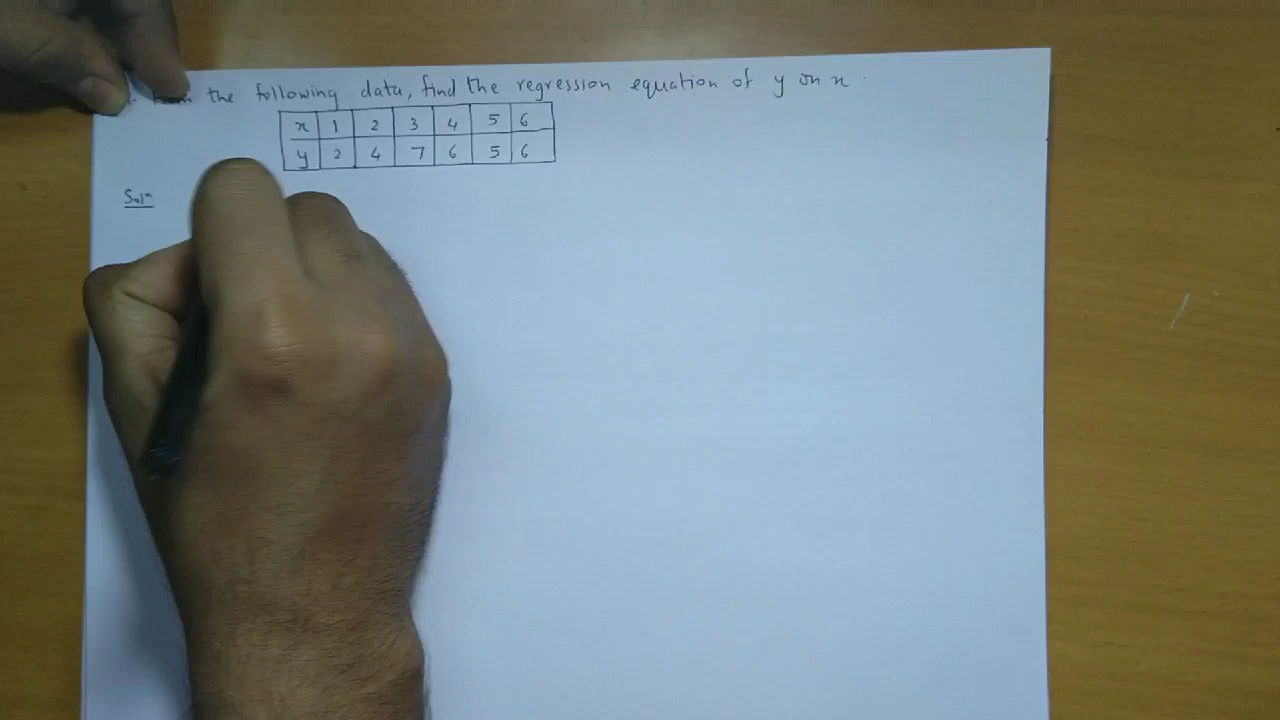 the following data, find the regression equation of y on x.
x 1 2 3 4 5 6
y 2 4 7 6 5 6
Soln